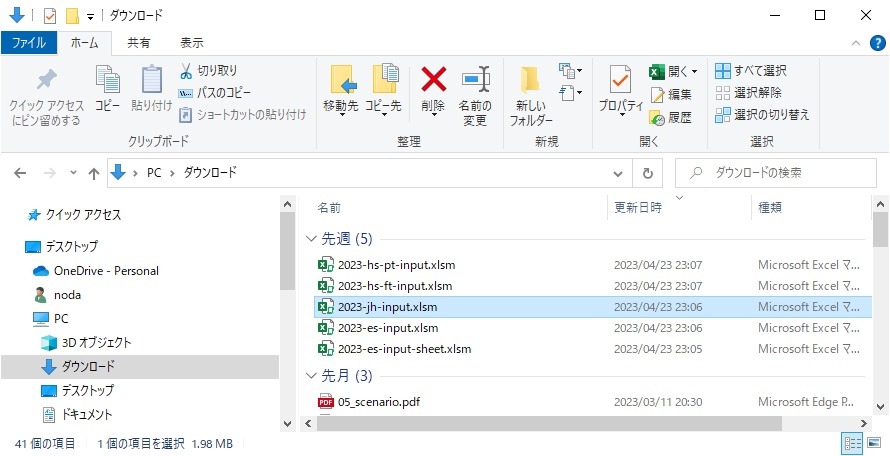 ダウンロード
ファイル ホーム 共有 表示
クイック アクセスにピン留めする
コピー
貼り付け
切り取り
パスのコピー
ショートカットの貼り付け
クリップボード
移動先
コピー先
削除
名前の変更
整理
新しいフォルダー
新規
プロパティ
開く
編集
履歴
開く
すべて選択
選択解除
選択の切り替え
選択
PC ダウンロード
ダウンロードの検索
クイック アクセス
デスクトップ
OneDrive - Personal
noda
PC
3D オブジェクト
ダウンロード
デスクトップ
ドキュメント
名前 更新日時 種類
先週 (5)
2023-hs-pt-input.xlsm 2023/04/23 23:07 Microsoft Excel マ...
2023-hs-ft-input.xlsm 2023/04/23 23:07 Microsoft Excel マ...
2023-jh-input.xlsm 2023/04/23 23:06 Microsoft Excel マ...
2023-es-input.xlsm 2023/04/23 23:06 Microsoft Excel マ...
2023-es-input-sheet.xlsm 2023/04/23 23:05 Microsoft Excel マ...
先月 (3)
PDF 05_scenario.pdf 2023/03/11 20:30 Microsoft Edge P...
41 個の項目 1 個の項目を選択 1.98 MB